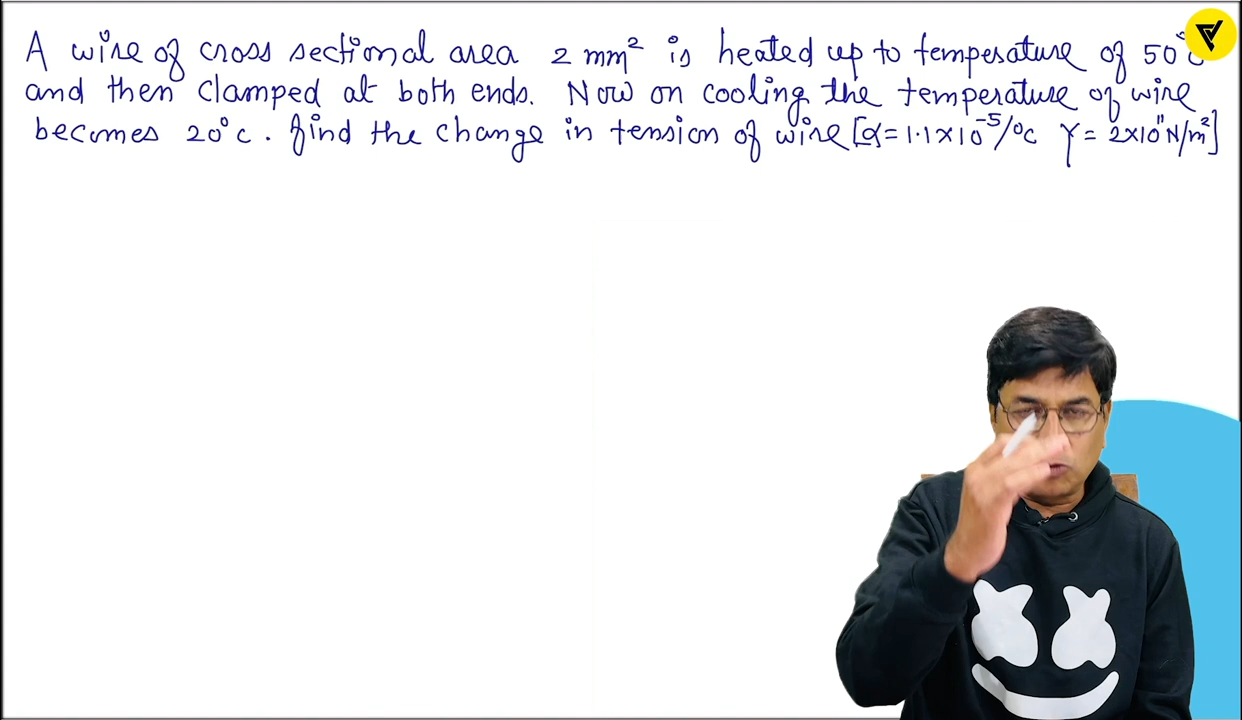 A wire of cross sectional area 2 mm² is heated up to temperature of 50°C
and then clamped at both ends. Now on cooling the temperature of wire
becomes 20°C. find the change in tension of wire [α = 1.1×10⁻⁵/°C Y = 2×10¹¹N/m²]